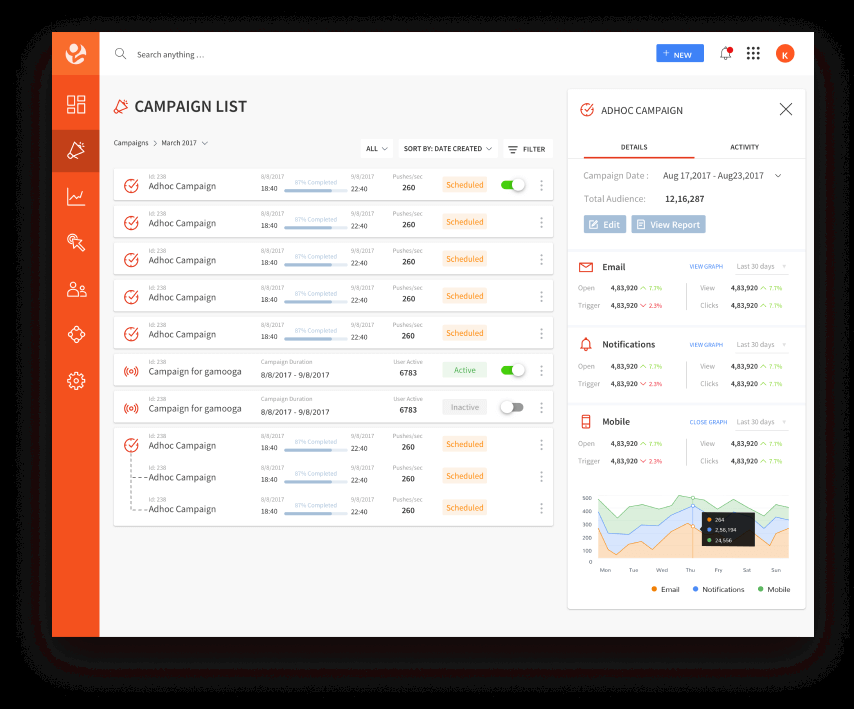 Search anything ...
+ NEW
K
CAMPAIGN LIST
Campaigns > March 2017
ALL
SORT BY: DATE CREATED
FILTER
Id: 238
Adhoc Campaign
8/8/2017
18:40
87% Completed
9/8/2017
22:40
Pushes/sec
260
Scheduled
Id: 238
Adhoc Campaign
8/8/2017
18:40
87% Completed
9/8/2017
22:40
Pushes/sec
260
Scheduled
Id: 238
Adhoc Campaign
8/8/2017
18:40
87% Completed
9/8/2017
22:40
Pushes/sec
260
Scheduled
Id: 238
Adhoc Campaign
8/8/2017
18:40
87% Completed
9/8/2017
22:40
Pushes/sec
260
Scheduled
Id: 238
Adhoc Campaign
8/8/2017
18:40
87% Completed
9/8/2017
22:40
Pushes/sec
260
Scheduled
Id: 238
Campaign for gamooga
Campaign Duration
8/8/2017 - 9/8/2017
User Active
6783
Active
Id: 238
Campaign for gamooga
Campaign Duration
8/8/2017 - 9/8/2017
User Active
6783
Inactive
Id: 238
Adhoc Campaign
8/8/2017
18:40
87% Completed
9/8/2017
22:40
Pushes/sec
260
Scheduled
Id: 238
Adhoc Campaign
8/8/2017
18:40
87% Completed
9/8/2017
22:40
Pushes/sec
260
Scheduled
Id: 238
Adhoc Campaign
8/8/2017
18:40
87% Completed
9/8/2017
22:40
Pushes/sec
260
Scheduled
ADHOC CAMPAIGN
DETAILS
ACTIVITY
Campaign Date : Aug 17,2017 - Aug23,2017
Total Audience: 12,16,287
Edit
View Report
Email
VIEW GRAPH
Last 30 days
Open 4,83,920 7.7% View 4,83,920 7.7%
Trigger 4,83,920 2.3% Clicks 4,83,920 7.7%
Notifications
VIEW GRAPH
Last 30 days
Open 4,83,920 7.7% View 4,83,920 7.7%
Trigger 4,83,920 2.3% Clicks 4,83,920 7.7%
Mobile
CLOSE GRAPH
Last 30 days
Open 4,83,920 7.7% View 4,83,920 7.7%
Trigger 4,83,920 2.3% Clicks 4,83,920 7.7%
500
400
300
200
100
0
264
2,56,194
24,556
Mon Tue Wed Thu Fry Sat Sun
Email Notifications Mobile